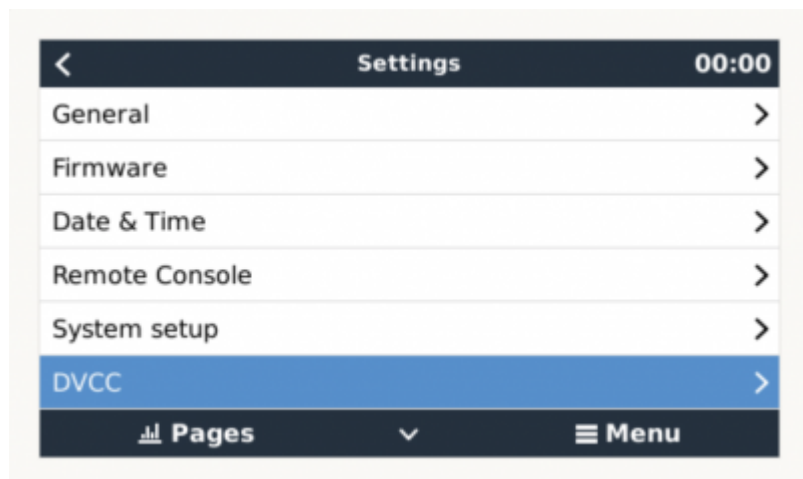 Settings 00:00
General
Firmware
Date & Time
Remote Console
System setup
DVCC
Pages Menu